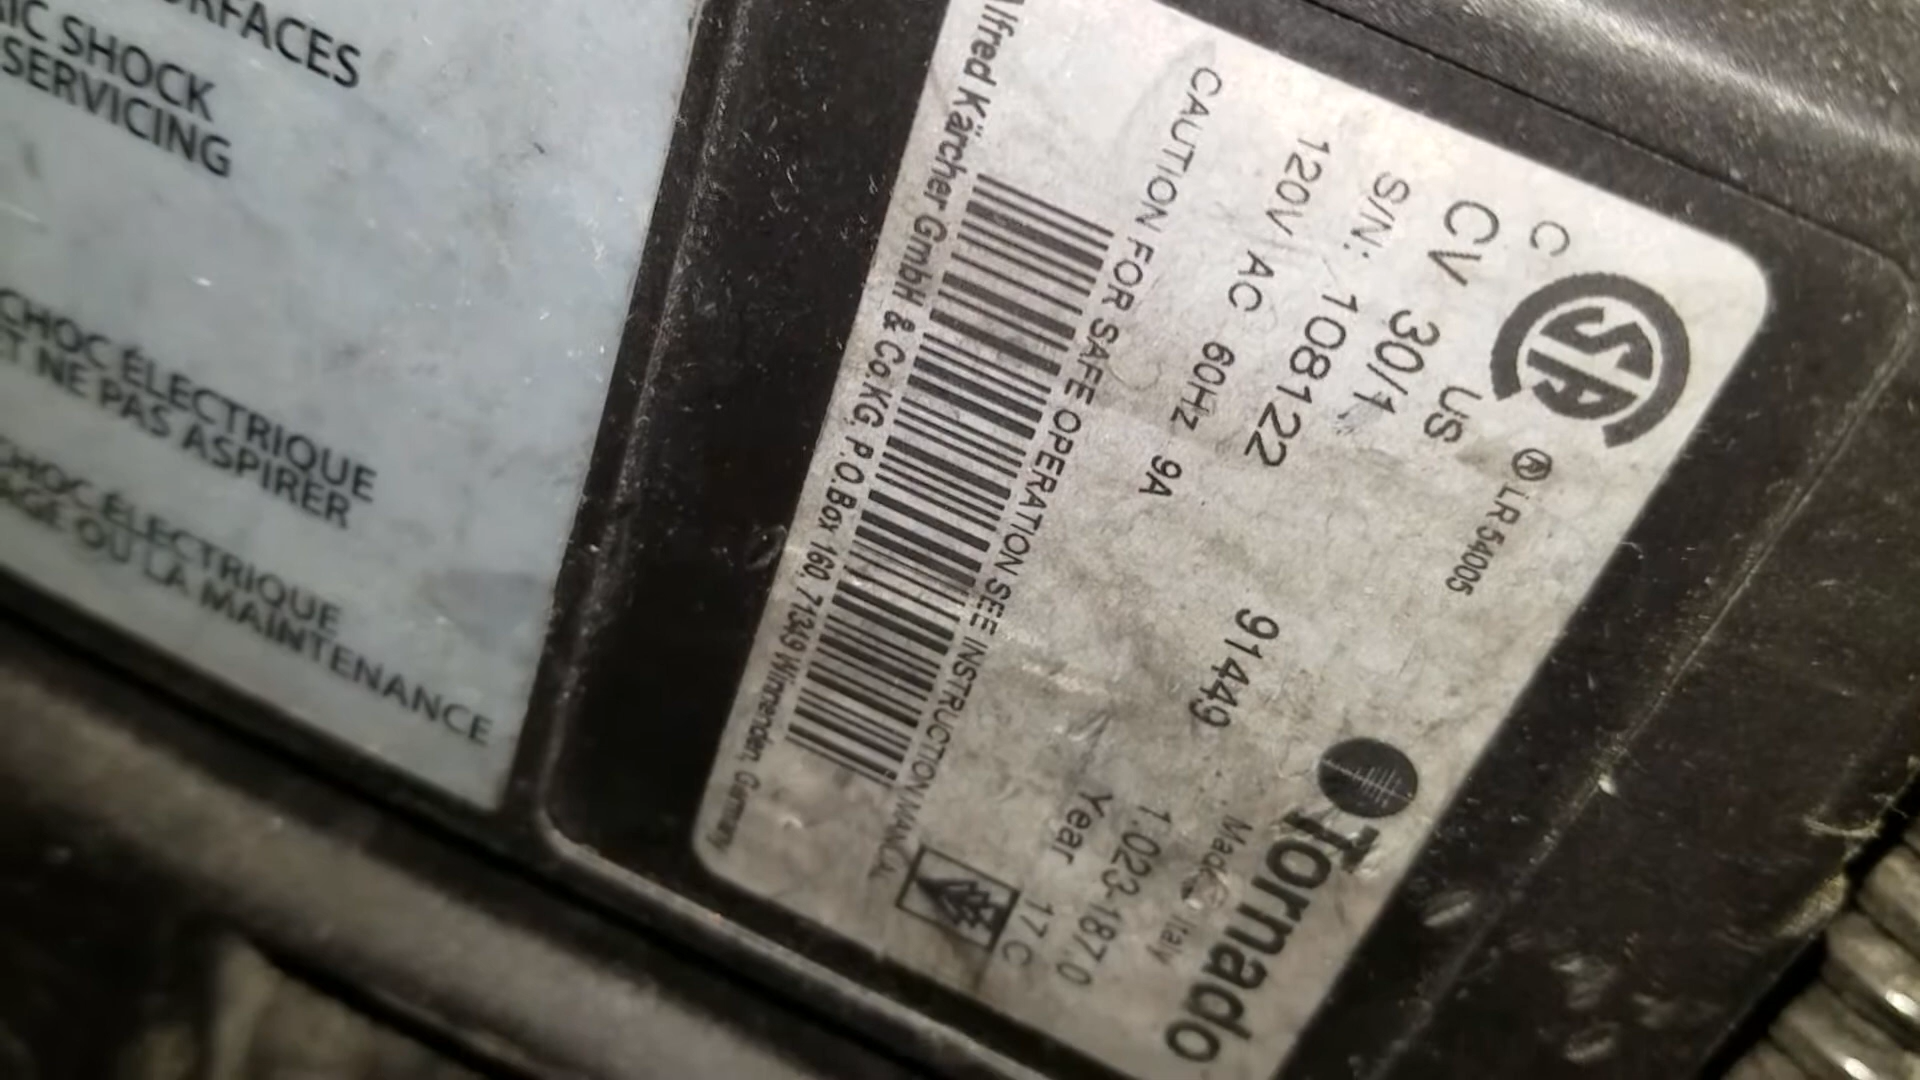 RFACES
IC SHOCK
SERVICING
CHOC ÉLECTRIQUE
ET NE PAS ASPIRER
CHOC ÉLECTRIQUE
AGE OU LA MAINTENANCE
C SA US ® LR 54005
Tornado
CV 30/1
Made Italy
S/N: 108122 91449 1.023-187.0
120V AC 60Hz 9A Year 17 C
CAUTION FOR SAFE OPERATION SEE INSTRUCTION MANUAL
Alfred Kärcher GmbH & Co.KG, P.O.Box 160, 71349 Winnenden, Germany